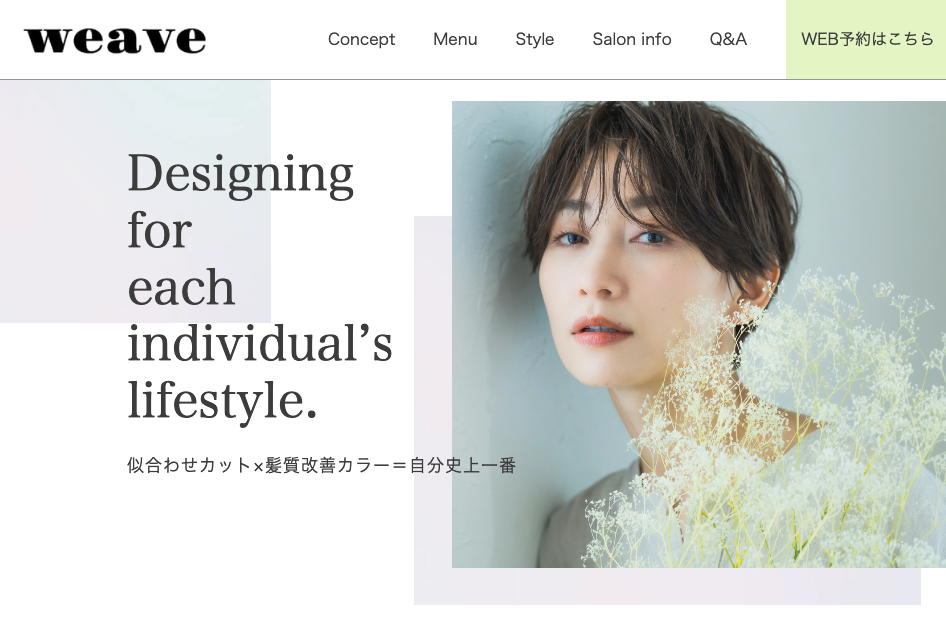 weave
Concept
Menu
Style
Salon info
Q&A
WEB予約はこちら
Designing
for
each
individual’s
lifestyle.
似合わせカット×髪質改善カラー＝自分史上一番